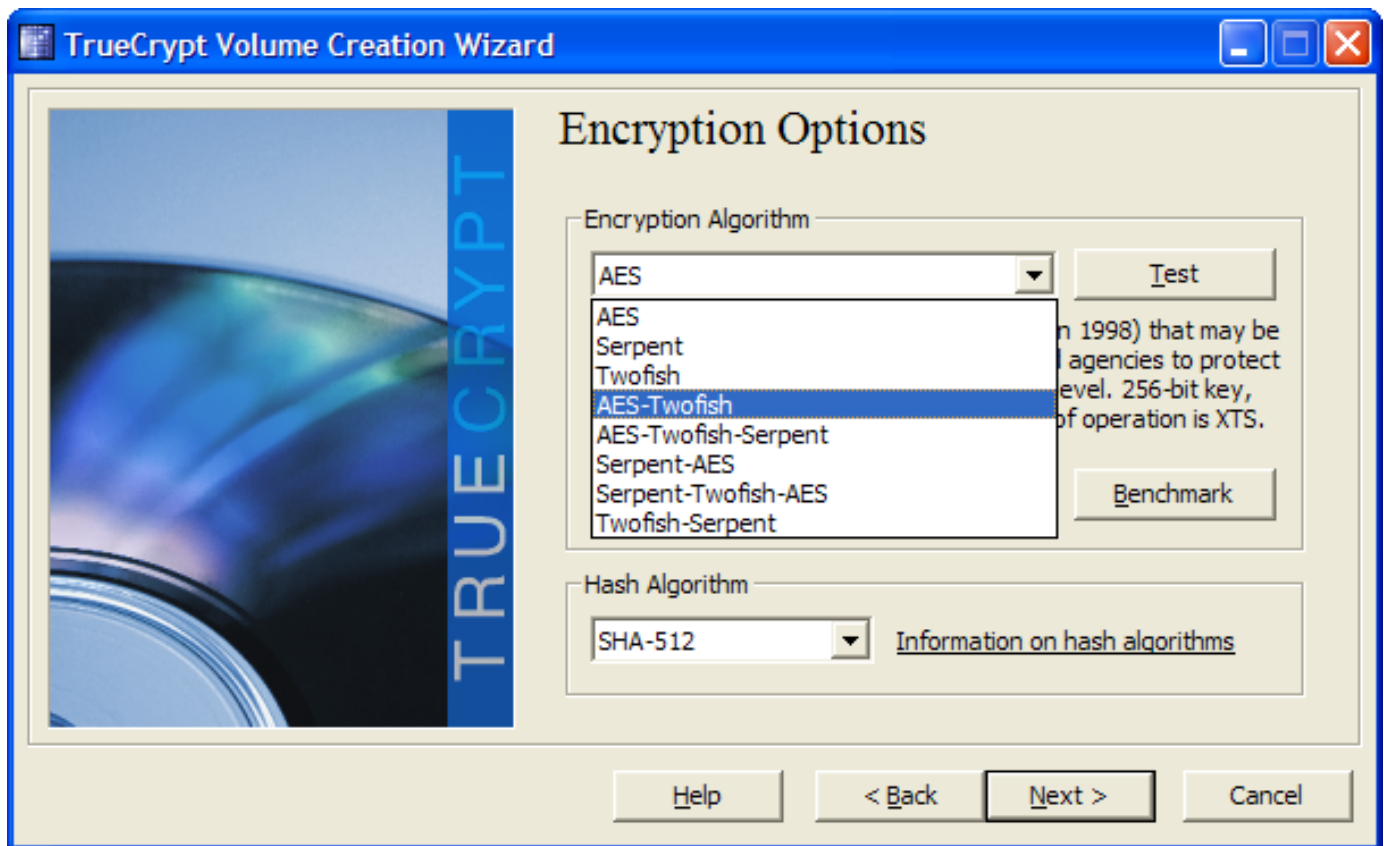 TrueCrypt Volume Creation Wizard
TRUECRYPT
Encryption Options
Encryption Algorithm
AES
Test
AES
Serpent
Twofish
AES-Twofish
AES-Twofish-Serpent
Serpent-AES
Serpent-Twofish-AES
Twofish-Serpent
n 1998) that may be
agencies to protect
evel. 256-bit key,
of operation is XTS.
Benchmark
Hash Algorithm
SHA-512
Information on hash algorithms
Help
< Back
Next >
Cancel